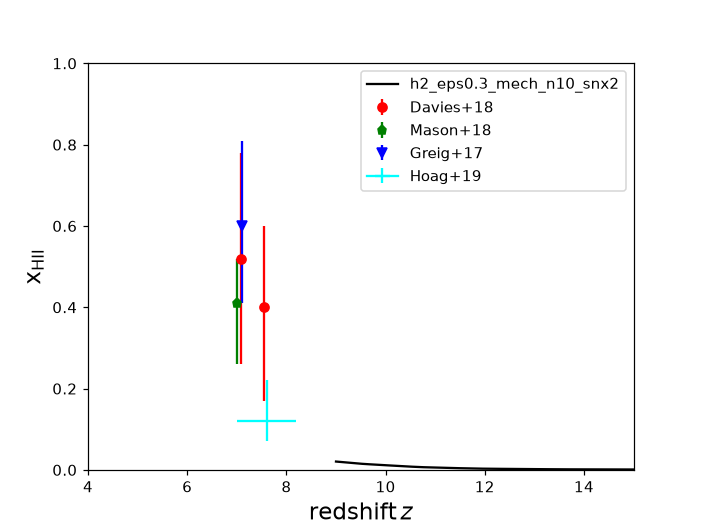 1.0
0.8
0.6
0.4
0.2
0.0
4
6
8
10
12
14
xHII
redshift z
h2_eps0.3_mech_n10_snx2
Davies+18
Mason+18
Greig+17
Hoag+19